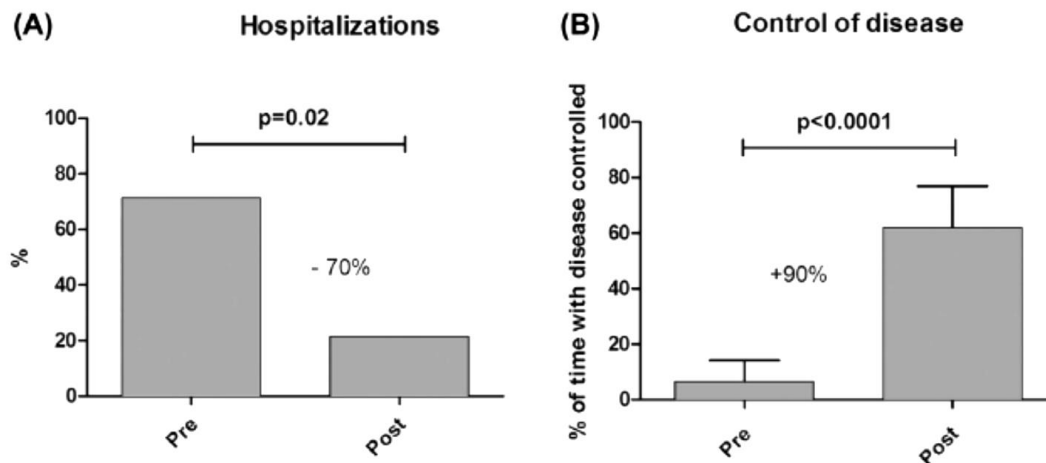 (A) Hospitalizations
p=0.02
100
80
60
40
20
0
%
- 70%
Pre Post
(B) Control of disease
p<0.0001
100
80
60
40
20
0
% of time with disease controlled
+90%
Pre Post